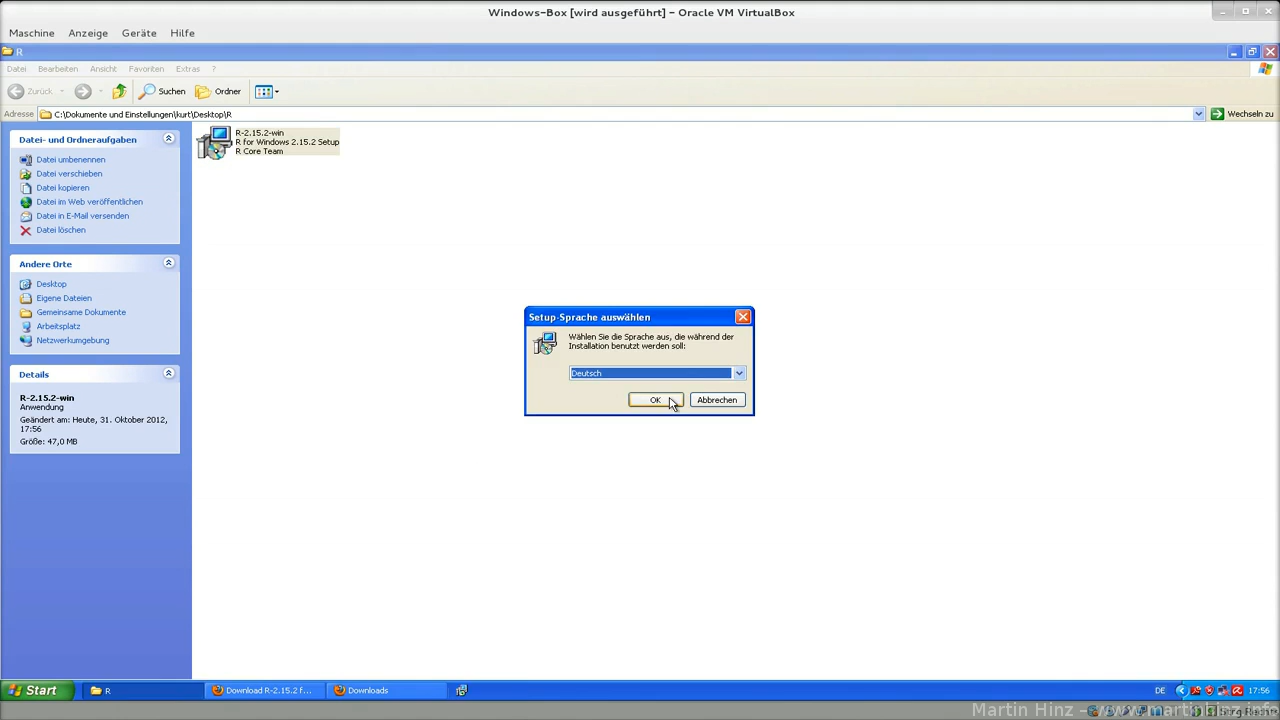 Windows-Box [wird ausgeführt] – Oracle VM VirtualBox
Maschine Anzeige Geräte Hilfe
R
Datei Bearbeiten Ansicht Favoriten Extras ?
Zurück Suchen Ordner
Adresse C:\Dokumente und Einstellungen\kurt\Desktop\R Wechseln zu
Datei- und Ordneraufgaben
Datei umbenennen
Datei verschieben
Datei kopieren
Datei im Web veröffentlichen
Datei in E-Mail versenden
Datei löschen
Andere Orte
Desktop
Eigene Dateien
Gemeinsame Dokumente
Arbeitsplatz
Netzwerkumgebung
Details
R-2.15.2-win
Anwendung
Geändert am: Heute, 31. Oktober 2012,
17:56
Größe: 47,0 MB
R-2.15.2-win
R for Windows 2.15.2 Setup
R Core Team
Setup-Sprache auswählen
Wählen Sie die Sprache aus, die während der
Installation benutzt werden soll:
Deutsch
OK Abbrechen
Start R Download R-2.15.2 f... Downloads DE 17:56
Martin Hinz - www.martinhinz.info